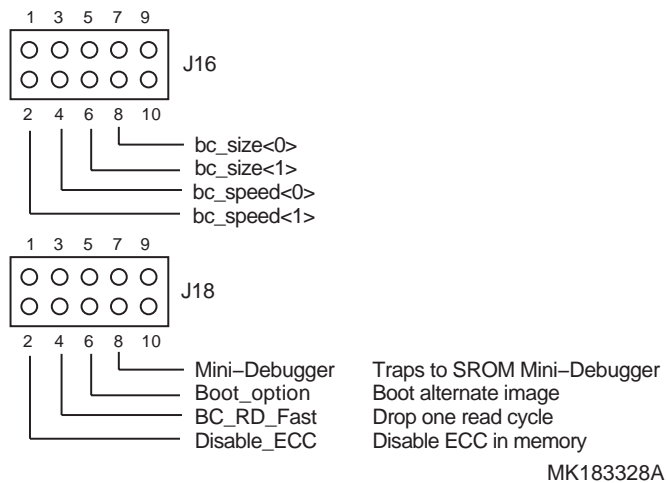 1 3 5 7 9
J16
2 4 6 8 10
bc_size<0>
bc_size<1>
bc_speed<0>
bc_speed<1>
1 3 5 7 9
J18
2 4 6 8 10
Mini–Debugger Traps to SROM Mini–Debugger
Boot_option Boot alternate image
BC_RD_Fast Drop one read cycle
Disable_ECC Disable ECC in memory
MK183328A